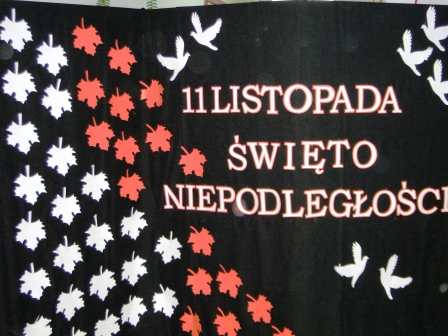 11 LISTOPADA
ŚWIĘTO
NIEPODLEGŁOŚCI